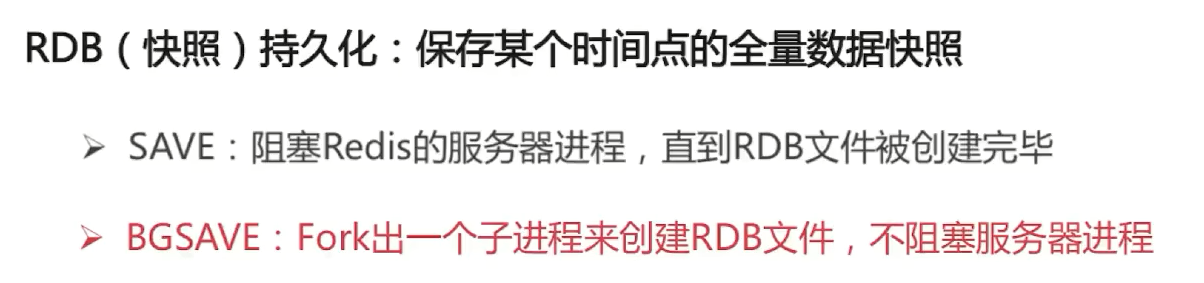 RDB（快照）持久化：保存某个时间点的全量数据快照
➢ SAVE：阻塞Redis的服务器进程，直到RDB文件被创建完毕
➢ BGSAVE：Fork出一个子进程来创建RDB文件，不阻塞服务器进程